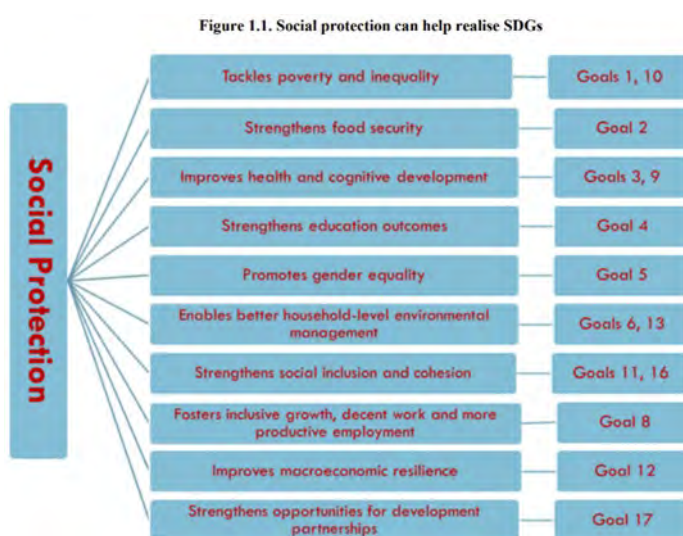 Figure 1.1. Social protection can help realise SDGs
Social Protection
Tackles poverty and inequality
Goals 1, 10
Strengthens food security
Goal 2
Improves health and cognitive development
Goals 3, 9
Strengthens education outcomes
Goal 4
Promotes gender equality
Goal 5
Enables better household-level environmental
management
Goals 6, 13
Strengthens social inclusion and cohesion
Goals 11, 16
Fosters inclusive growth, decent work and more
productive employment
Goal 8
Improves macroeconomic resilience
Goal 12
Strengthens opportunities for development
partnerships
Goal 17